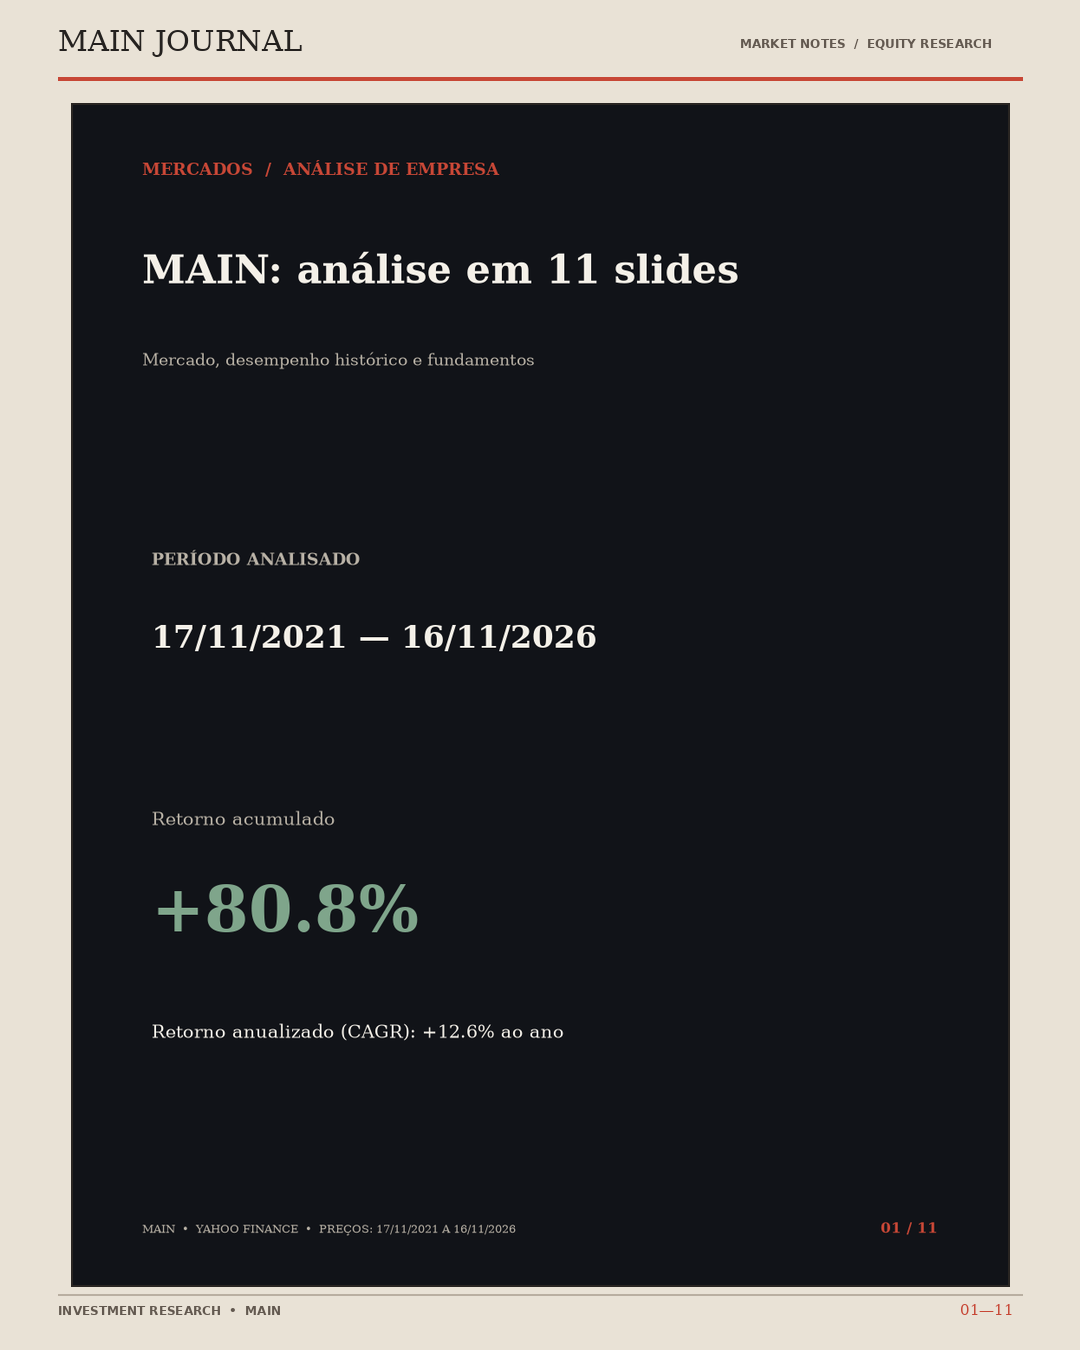 MAIN JOURNAL
MARKET NOTES / EQUITY RESEARCH
MERCADOS / ANÁLISE DE EMPRESA
MAIN: análise em 11 slides
Mercado, desempenho histórico e fundamentos
PERÍODO ANALISADO
17/11/2021 — 16/11/2026
Retorno acumulado
+80.8%
Retorno anualizado (CAGR): +12.6% ao ano
MAIN • YAHOO FINANCE • PREÇOS: 17/11/2021 A 16/11/2026
01 / 11
INVESTMENT RESEARCH • MAIN
01—11